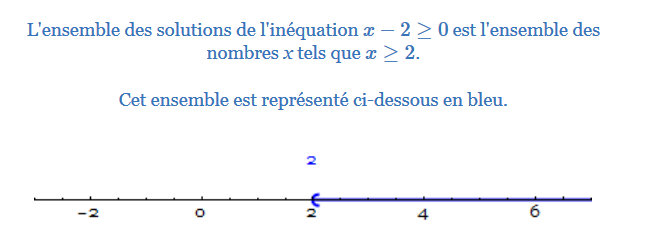 L'ensemble des solutions de l'inéquation x − 2 ≥ 0 est l'ensemble des
nombres x tels que x ≥ 2.
Cet ensemble est représenté ci-dessous en bleu.
2
−2 0 2 4 6